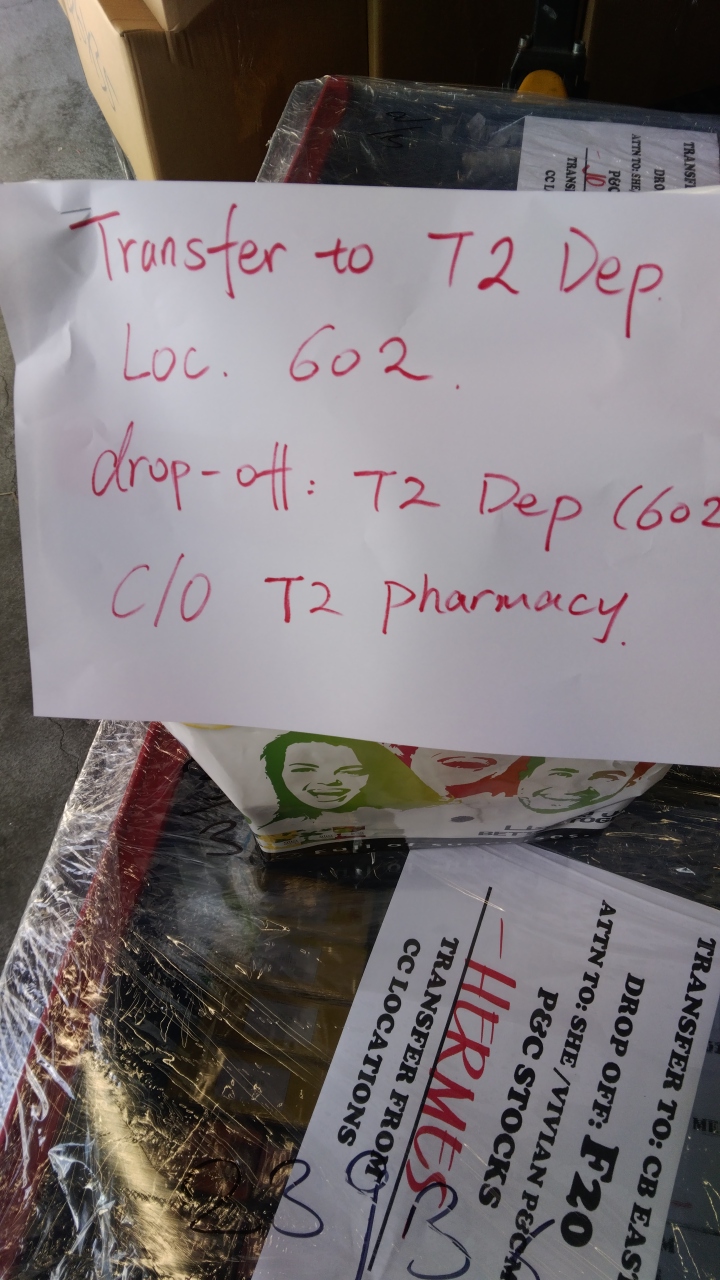 Transfer to T2 Dep.
Loc. 602.
drop-off: T2 Dep (602
C/O T2 pharmacy.
TRANSFER TO: CB EAS
DROP OFF: F20
ATTN TO: SHE/VIVIAN
P&C STOCKS
- HERMES -
TRANSFER FROM
CC LOCATIONS